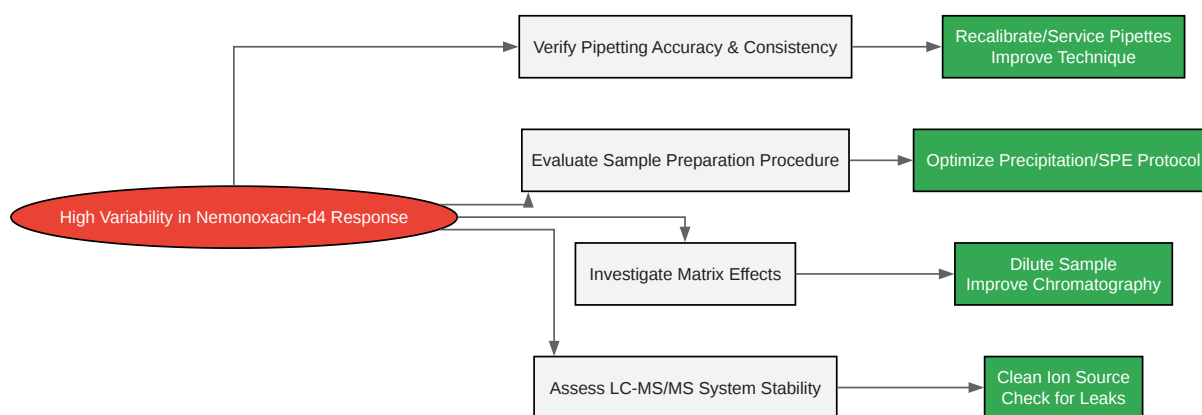 Verify Pipetting Accuracy & Consistency
Recalibrate/Service Pipettes
Improve Technique
Evaluate Sample Preparation Procedure
Optimize Precipitation/SPE Protocol
High Variability in Nemonoxacin-d4 Response
Investigate Matrix Effects
Dilute Sample
Improve Chromatography
Assess LC-MS/MS System Stability
Clean Ion Source
Check for Leaks